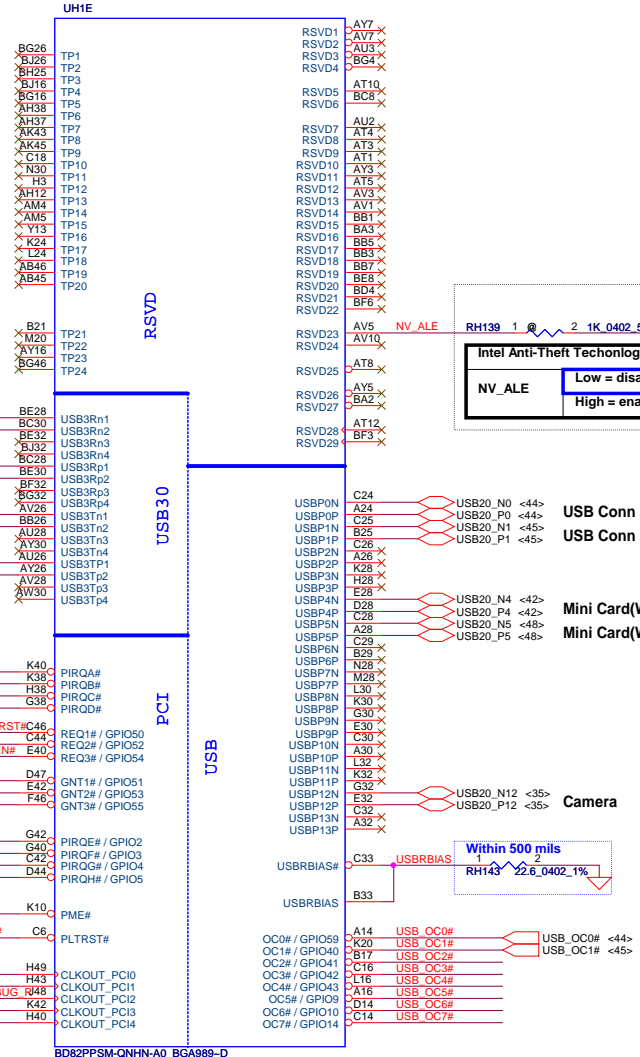 UH1E
BG26 TP1
BJ26 TP2
BH25 TP3
BJ16 TP4
BG16 TP5
AH38 TP6
AH37 TP7
AK43 TP8
AK45 TP9
C18 TP10
N30 TP11
H3 TP12
AH12 TP13
AM4 TP14
AM5 TP15
Y13 TP16
K24 TP17
L24 TP18
AB46 TP19
AB45 TP20
B21 TP21
M20 TP22
AY16 TP23
BG46 TP24
RSVD
RSVD1 AY7
RSVD2 AV7
RSVD3 AU3
RSVD4 BG4
RSVD5 AT10
RSVD6 BC8
RSVD7 AU2
RSVD8 AT4
RSVD9 AT3
RSVD10 AT1
RSVD11 AY3
RSVD12 AT5
RSVD13 AV3
RSVD14 AV1
RSVD15 BB1
RSVD16 BA3
RSVD17 BB5
RSVD18 BB3
RSVD19 BB7
RSVD20 BE8
RSVD21 BD4
RSVD22 BF6
RSVD23 AV5 NV_ALE RH139 1 @ 2 1K_0402_5
RSVD24 AV10
RSVD25 AT8
RSVD26 AY5
RSVD27 BA2
RSVD28 AT12
RSVD29 BF3
Intel Anti-Theft Techonlog
NV_ALE
Low = disa
High = ena
BE28 USB3Rn1
BC30 USB3Rn2
BE32 USB3Rn3
BJ32 USB3Rn4
BC28 USB3Rp1
BE30 USB3Rp2
BF32 USB3Rp3
BG32 USB3Rp4
AV26 USB3Tn1
BB26 USB3Tn2
AU28 USB3Tn3
AY30 USB3Tn4
AU26 USB3TP1
AY26 USB3Tp2
AV28 USB3Tp3
AW30 USB3Tp4
USB30
USBP0N C24 USB20_N0 <44>
USBP0P A24 USB20_P0 <44> USB Conn
USBP1N C25 USB20_N1 <45>
USBP1P B25 USB20_P1 <45> USB Conn
USBP2N C26
USBP2P A26
USBP3N K28
USBP3P H28
USBP4N E28 USB20_N4 <42>
USBP4P D28 USB20_P4 <42> Mini Card(W
USBP5N C28 USB20_N5 <48>
USBP5P A28 USB20_P5 <48> Mini Card(W
USBP6N C29
USBP6P B29
USBP7N N28
USBP7P M28
USBP8N L30
USBP8P K30
USBP9N G30
USBP9P E30
USBP10N C30
USBP10P A30
USBP11N L32
USBP11P K32
USBP12N G32 USB20_N12 <35>
USBP12P E32 USB20_P12 <35> Camera
USBP13N C32
USBP13P A32
K40 PIRQA#
K38 PIRQB#
H38 PIRQC#
G38 PIRQD#
RST# C46 REQ1# / GPIO50
C44 REQ2# / GPIO52
EN# E40 REQ3# / GPIO54
D47 GNT1# / GPIO51
E42 GNT2# / GPIO53
F46 GNT3# / GPIO55
G42 PIRQE# / GPIO2
G40 PIRQF# / GPIO3
C42 PIRQG# / GPIO4
D44 PIRQH# / GPIO5
K10 PME#
# C6 PLTRST#
H49 CLKOUT_PCI0
H43 CLKOUT_PCI1
BUG_R J48 CLKOUT_PCI2
K42 CLKOUT_PCI3
H40 CLKOUT_PCI4
PCI
USB
Within 500 mils
USBRBIAS# C33 USBRBIAS 1 2
RH143 22.6_0402_1%
USBRBIAS B33
OC0# / GPIO59 A14 USB_OC0# USB_OC0# <44>
OC1# / GPIO40 K20 USB_OC1# USB_OC1# <45>
OC2# / GPIO41 B17 USB_OC2#
OC3# / GPIO42 C16 USB_OC3#
OC4# / GPIO43 L16 USB_OC4#
OC5# / GPIO9 A16 USB_OC5#
OC6# / GPIO10 D14 USB_OC6#
OC7# / GPIO14 C14 USB_OC7#
BD82PPSM-QNHN-A0_BGA989~D